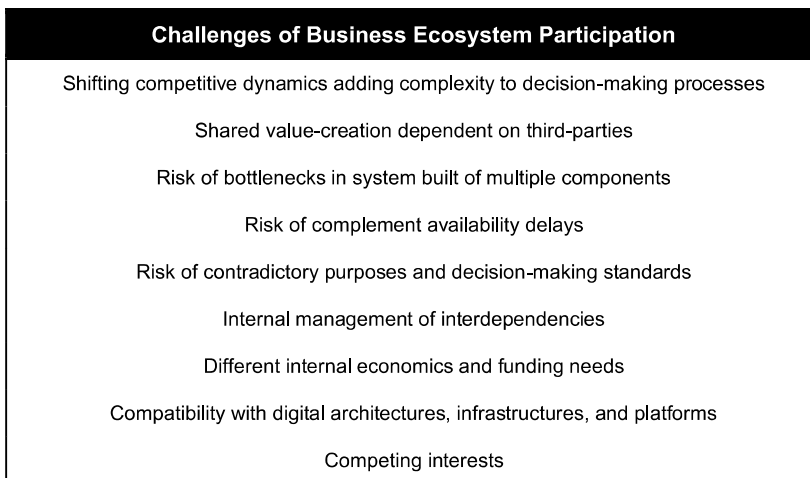 Challenges of Business Ecosystem Participation
Shifting competitive dynamics adding complexity to decision-making processes
Shared value-creation dependent on third-parties
Risk of bottlenecks in system built of multiple components
Risk of complement availability delays
Risk of contradictory purposes and decision-making standards
Internal management of interdependencies
Different internal economics and funding needs
Compatibility with digital architectures, infrastructures, and platforms
Competing interests